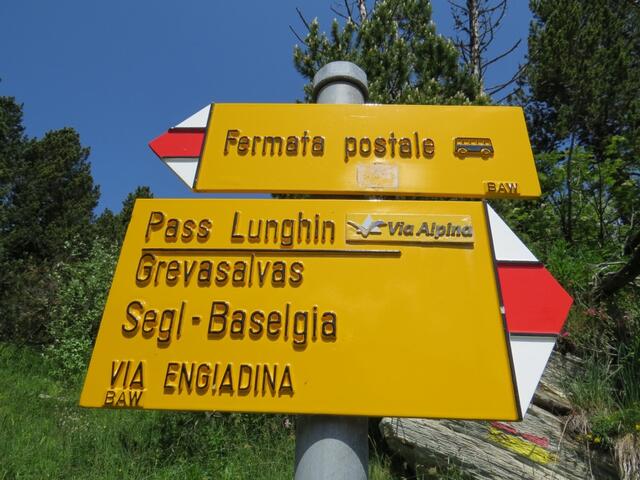 Fermata postale
BAW
Pass Lunghin Via Alpina
Grevasalvas
Segl - Baselgia
VIA ENGIADINA
BAW